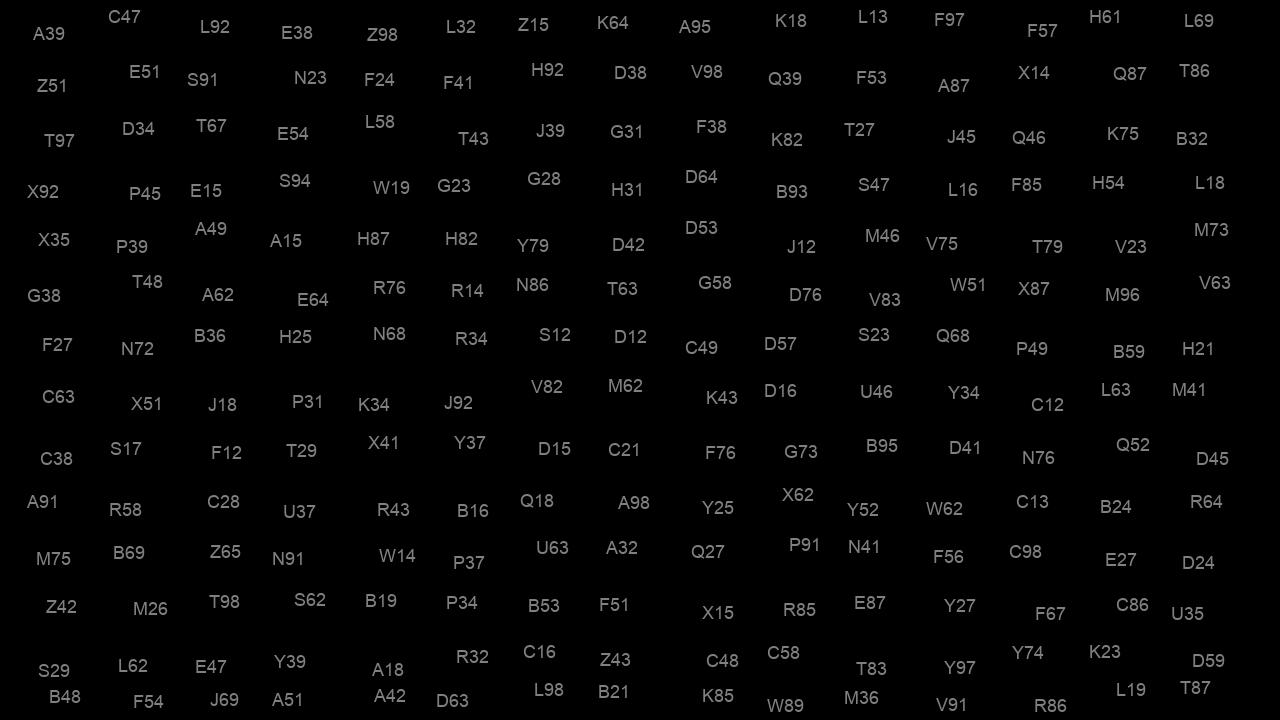 A39 C47 L92 E38 Z98 L32 Z15 K64 A95 K18 L13 F97 F57 H61 L69
Z51 E51 S91 N23 F24 F41 H92 D38 V98 Q39 F53 A87 X14 Q87 T86
T97 D34 T67 E54 L58 T43 J39 G31 F38 K82 T27 J45 Q46 K75 B32
X92 P45 E15 S94 W19 G23 G28 H31 D64 B93 S47 L16 F85 H54 L18
X35 P39 A49 A15 H87 H82 Y79 D42 D53 J12 M46 V75 T79 V23 M73
G38 T48 A62 E64 R76 R14 N86 T63 G58 D76 V83 W51 X87 M96 V63
F27 N72 B36 H25 N68 R34 S12 D12 C49 D57 S23 Q68 P49 B59 H21
C63 X51 J18 P31 K34 J92 V82 M62 K43 D16 U46 Y34 C12 L63 M41
C38 S17 F12 T29 X41 Y37 D15 C21 F76 G73 B95 D41 N76 Q52 D45
A91 R58 C28 U37 R43 B16 Q18 A98 Y25 X62 Y52 W62 C13 B24 R64
M75 B69 Z65 N91 W14 P37 U63 A32 Q27 P91 N41 F56 C98 E27 D24
Z42 M26 T98 S62 B19 P34 B53 F51 X15 R85 E87 Y27 F67 C86 U35
S29 L62 E47 Y39 A18 R32 C16 Z43 C48 C58 T83 Y97 Y74 K23 D59
B48 F54 J69 A51 A42 D63 L98 B21 K85 W89 M36 V91 R86 L19 T87